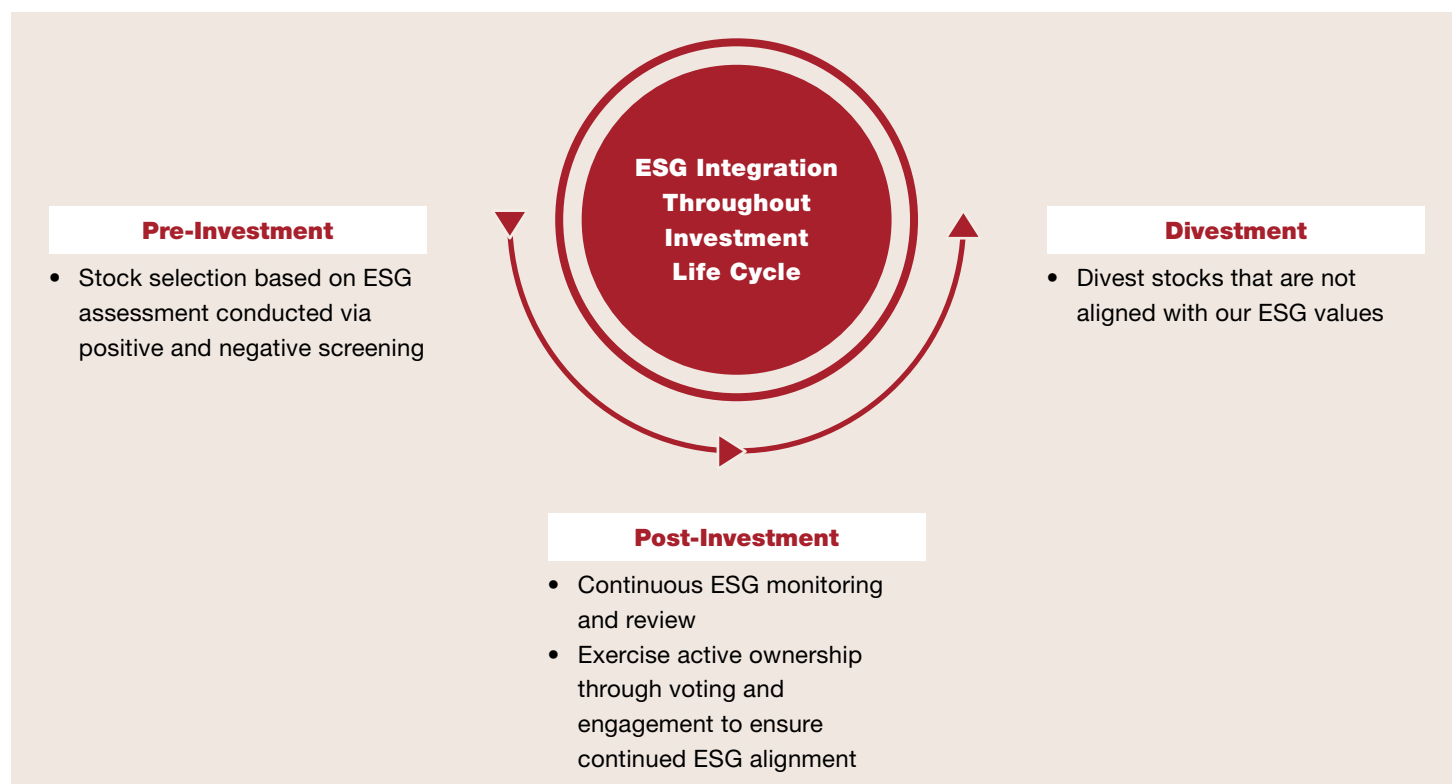 ESG Integration
Throughout
Investment
Life Cycle
Pre-Investment
• Stock selection based on ESG
assessment conducted via
positive and negative screening
Post-Investment
• Continuous ESG monitoring
and review
• Exercise active ownership
through voting and
engagement to ensure
continued ESG alignment
Divestment
• Divest stocks that are not
aligned with our ESG values